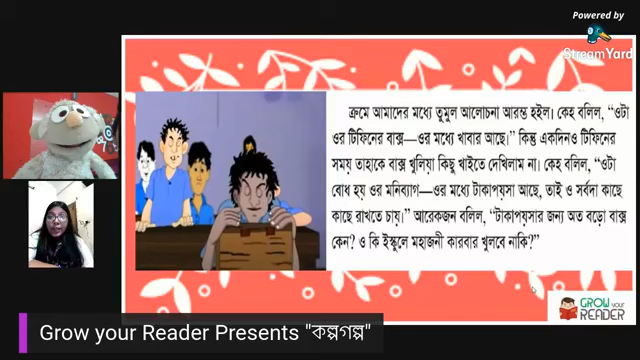 Powered by
StreamYard
ক্রমে আমাদের মধ্যে তুমুল আলোচনা আরম্ভ হইল। কেহ বলিল, “ওটা
ওর টিফিনের বাক্স—ওর মধ্যে খাবার আছে।” কিন্তু একদিনও টিফিনের
সময় তাহাকে বাক্স খুলিয়া কিছু খাইতে দেখিলাম না। কেহ বলিল, “ওটা
বোধ হয় ওর মনিব্যাগ—ওর মধ্যে টাকাপয়সা আছে, তাই ও সর্বদা কাছে
কাছে রাখতে চায়।” আরেকজন বলিল, “টাকাপয়সার জন্য অত বড়ো বাক্স
কেন? ও কি ইস্কুলে মহাজনী কারবার খুলবে নাকি?”
GROW your
READER
Grow your Reader Presents "কল্পগল্প"